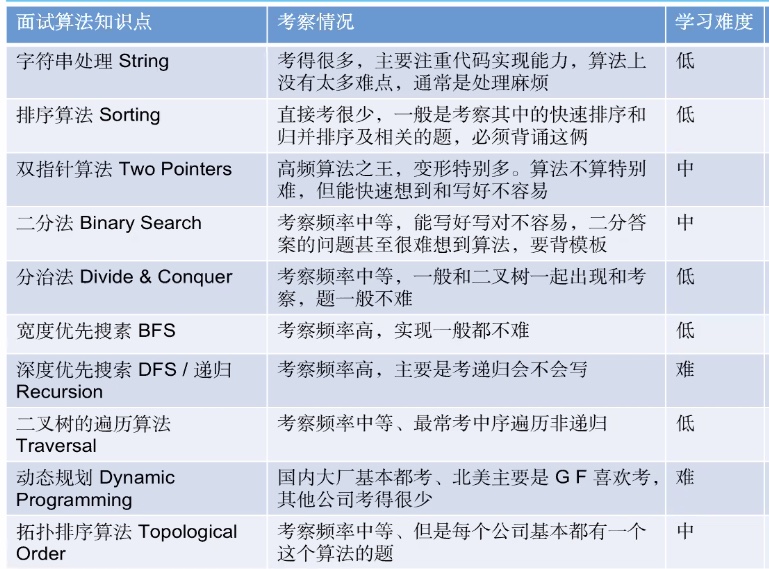 面试算法知识点 考察情况 学习难度
字符串处理 String 考得很多，主要注重代码实现能力，算法上 低
没有太多难点，通常是处理麻烦
排序算法 Sorting 直接考很少，一般是考察其中的快速排序和 低
归并排序及相关的题，必须背诵这俩
双指针算法 Two Pointers 高频算法之王，变形特别多。算法不算特别 中
难，但能快速想到和写好不容易
二分法 Binary Search 考察频率中等，能写好写对不容易，二分答 中
案的问题甚至很难想到算法，要背模板
分治法 Divide & Conquer 考察频率中等，一般和二叉树一起出现和考 低
察，题一般不难
宽度优先搜素 BFS 考察频率高，实现一般都不难 低
深度优先搜素 DFS / 递归 考察频率高，主要是考递归会不会写 难
Recursion
二叉树的遍历算法 考察频率中等、最常考中序遍历非递归 低
Traversal
动态规划 Dynamic 国内大厂基本都考、北美主要是 G F 喜欢考， 难
Programming 其他公司考得很少
拓扑排序算法 Topological 考察频率中等、但是每个公司基本都有一个 中
Order 这个算法的题